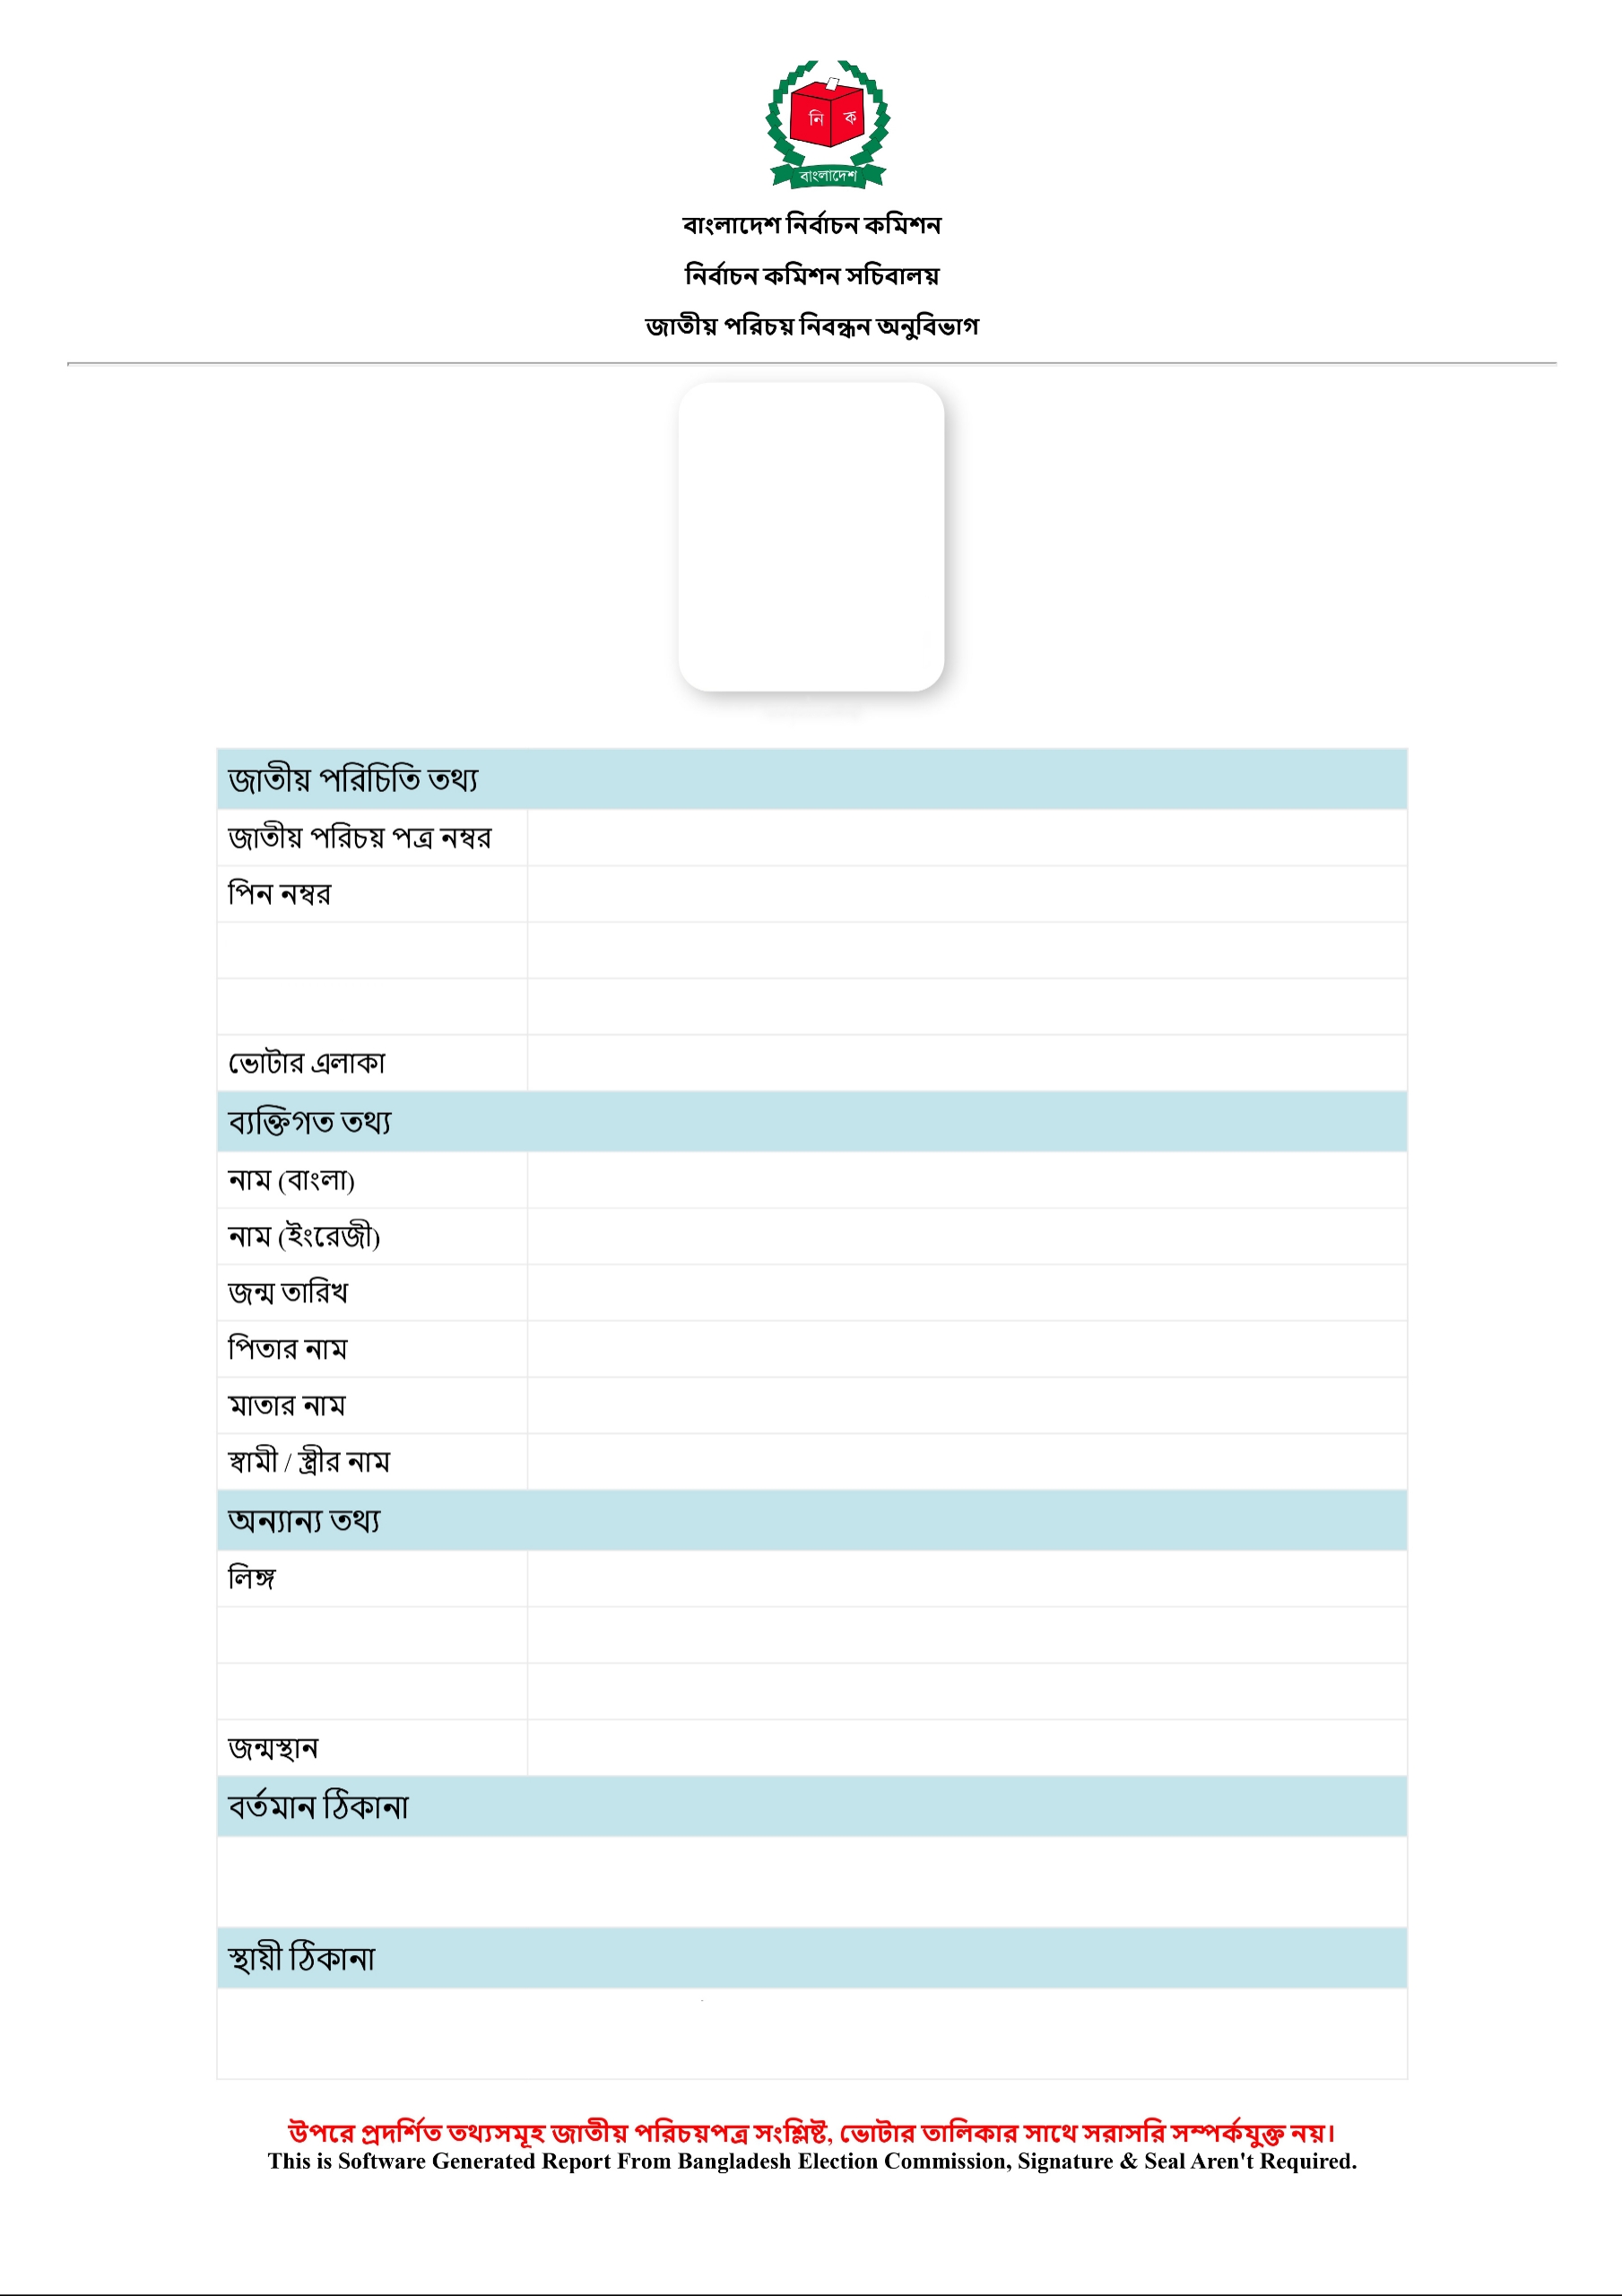 নি ক
বাংলাদেশ
বাংলাদেশ নির্বাচন কমিশন
নির্বাচন কমিশন সচিবালয়
জাতীয় পরিচয় নিবন্ধন অনুবিভাগ
জাতীয় পরিচিতি তথ্য
জাতীয় পরিচয় পত্র নম্বর
পিন নম্বর
ভোটার এলাকা
ব্যক্তিগত তথ্য
নাম (বাংলা)
নাম (ইংরেজী)
জন্ম তারিখ
পিতার নাম
মাতার নাম
স্বামী / স্ত্রীর নাম
অন্যান্য তথ্য
লিঙ্গ
জন্মস্থান
বর্তমান ঠিকানা
স্থায়ী ঠিকানা
উপরে প্রদর্শিত তথ্যসমূহ জাতীয় পরিচয়পত্র সংশ্লিষ্ট, ভোটার তালিকার সাথে সরাসরি সম্পর্কযুক্ত নয়।
This is Software Generated Report From Bangladesh Election Commission, Signature & Seal Aren't Required.